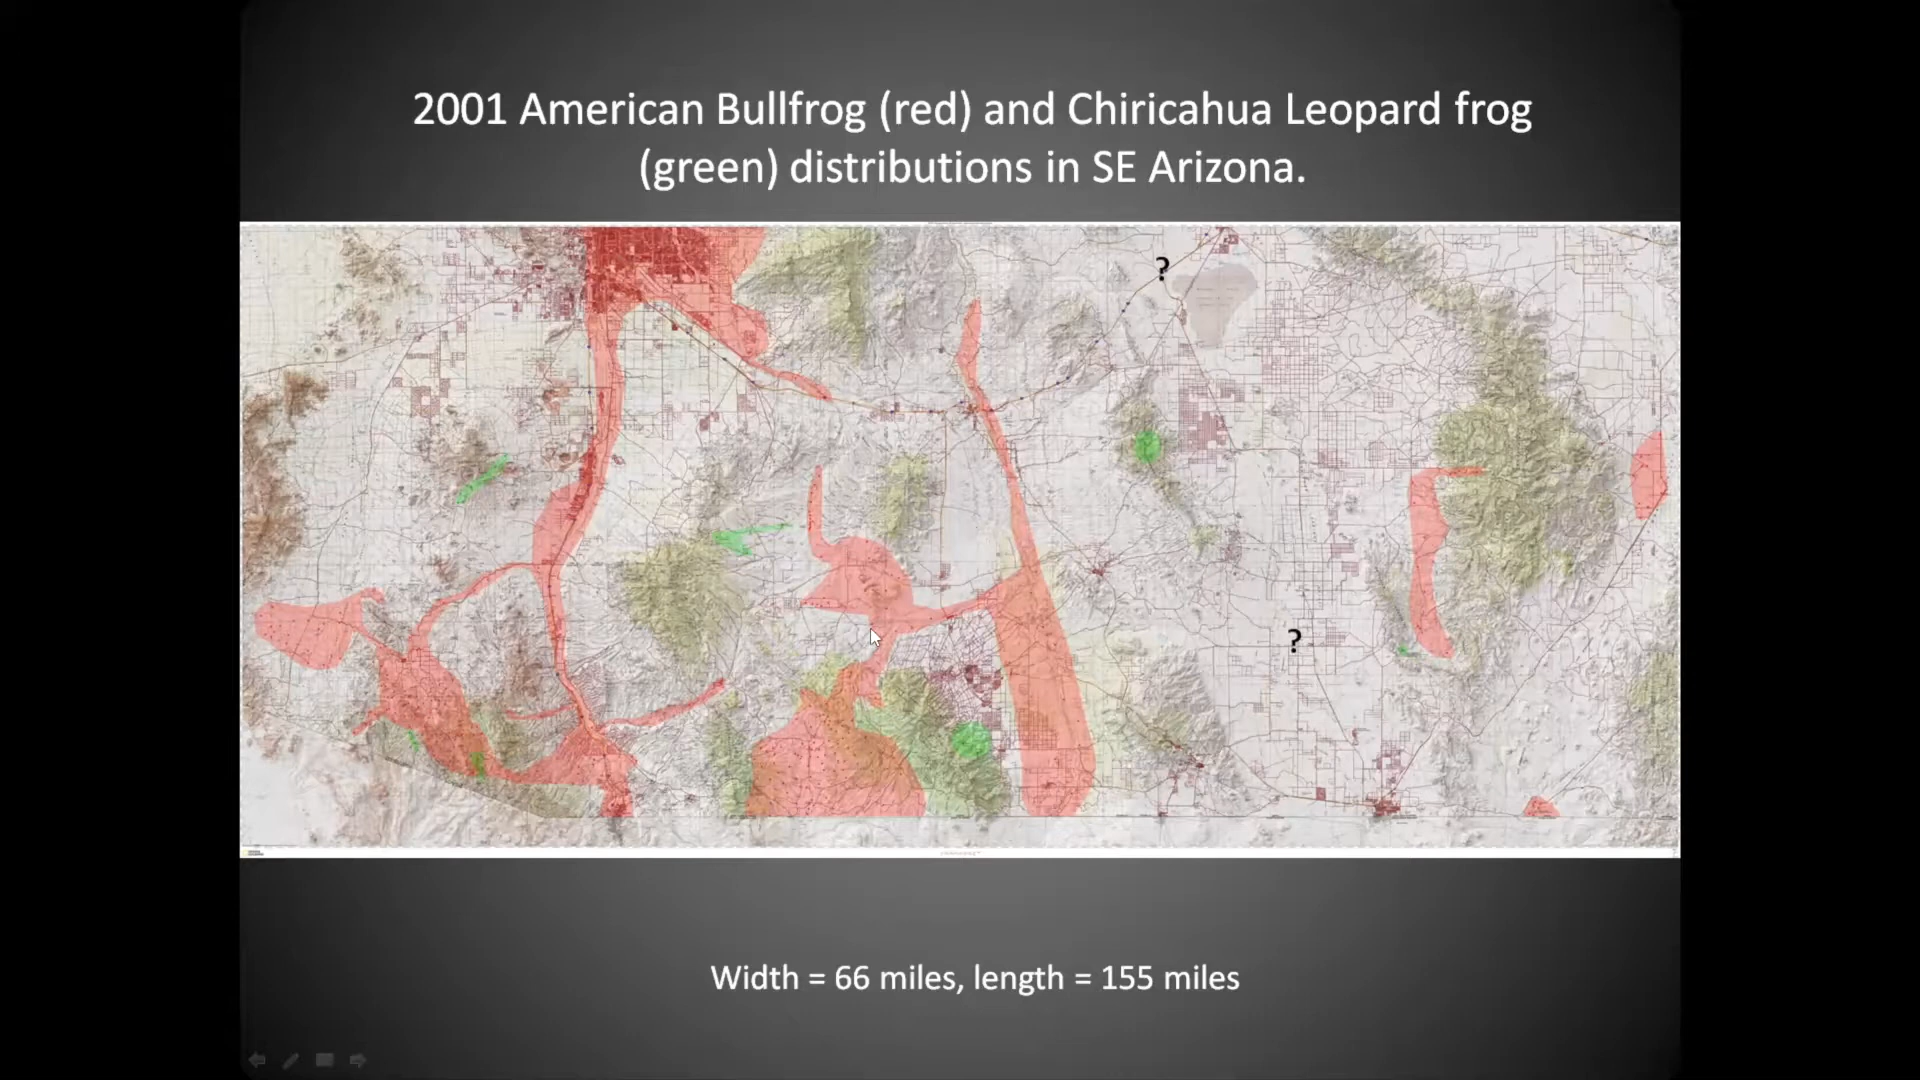 2001 American Bullfrog (red) and Chiricahua Leopard frog
(green) distributions in SE Arizona.
?
?
Width = 66 miles, length = 155 miles